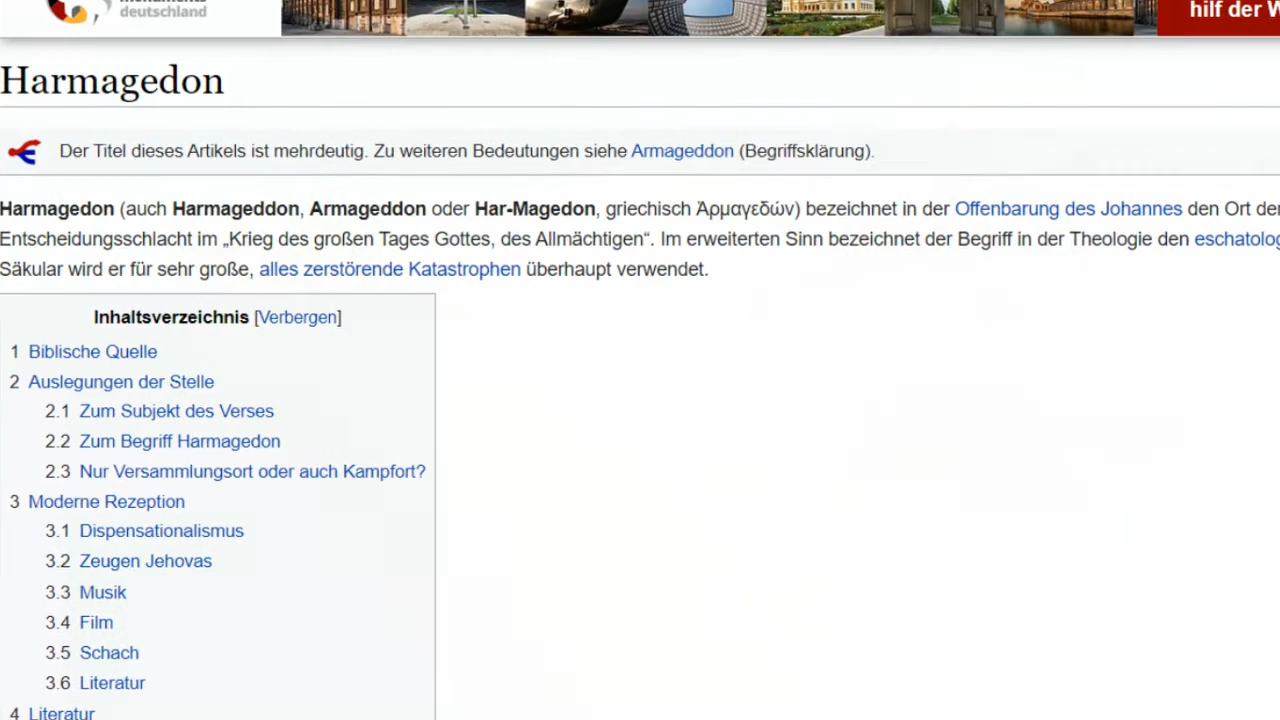 deutschland
hilf der
Harmagedon
Der Titel dieses Artikels ist mehrdeutig. Zu weiteren Bedeutungen siehe Armageddon (Begriffsklärung).
Harmagedon (auch Harmageddon, Armageddon oder Har-Magedon, griechisch Ἁρμαγεδών) bezeichnet in der Offenbarung des Johannes den Ort
Entscheidungsschlacht im „Krieg des großen Tages Gottes, des Allmächtigen“. Im erweiterten Sinn bezeichnet der Begriff in der Theologie den
Säkular wird er für sehr große, alles zerstörende Katastrophen überhaupt verwendet.
Inhaltsverzeichnis [Verbergen]
1 Biblische Quelle
2 Auslegungen der Stelle
2.1 Zum Subjekt des Verses
2.2 Zum Begriff Harmagedon
2.3 Nur Versammlungsort oder auch Kampfort?
3 Moderne Rezeption
3.1 Dispensationalismus
3.2 Zeugen Jehovas
3.3 Musik
3.4 Film
3.5 Schach
3.6 Literatur
4 Literatur